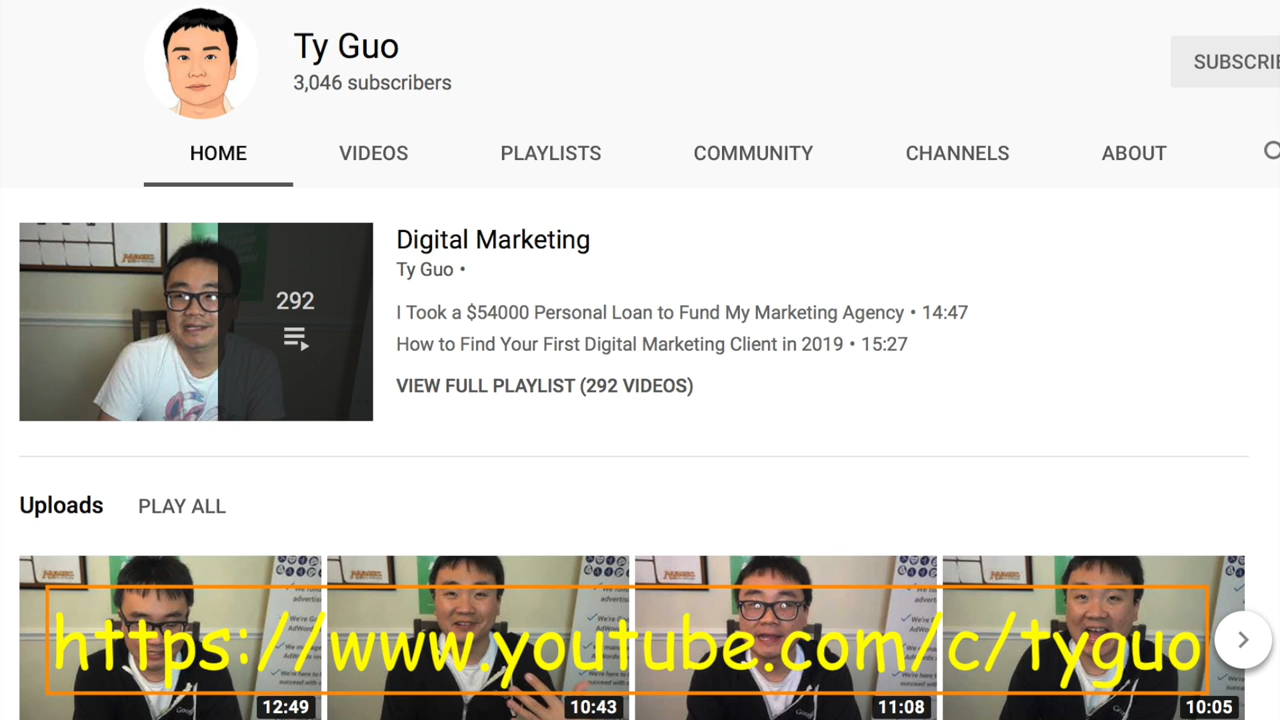 Ty Guo
3,046 subscribers
HOME VIDEOS PLAYLISTS COMMUNITY CHANNELS ABOUT
292
Digital Marketing
Ty Guo •
I Took a $54000 Personal Loan to Fund My Marketing Agency • 14:47
How to Find Your First Digital Marketing Client in 2019 • 15:27
VIEW FULL PLAYLIST (292 VIDEOS)
Uploads PLAY ALL
https://www.youtube.com/c/tyguo
12:49 10:43 11:08 10:05